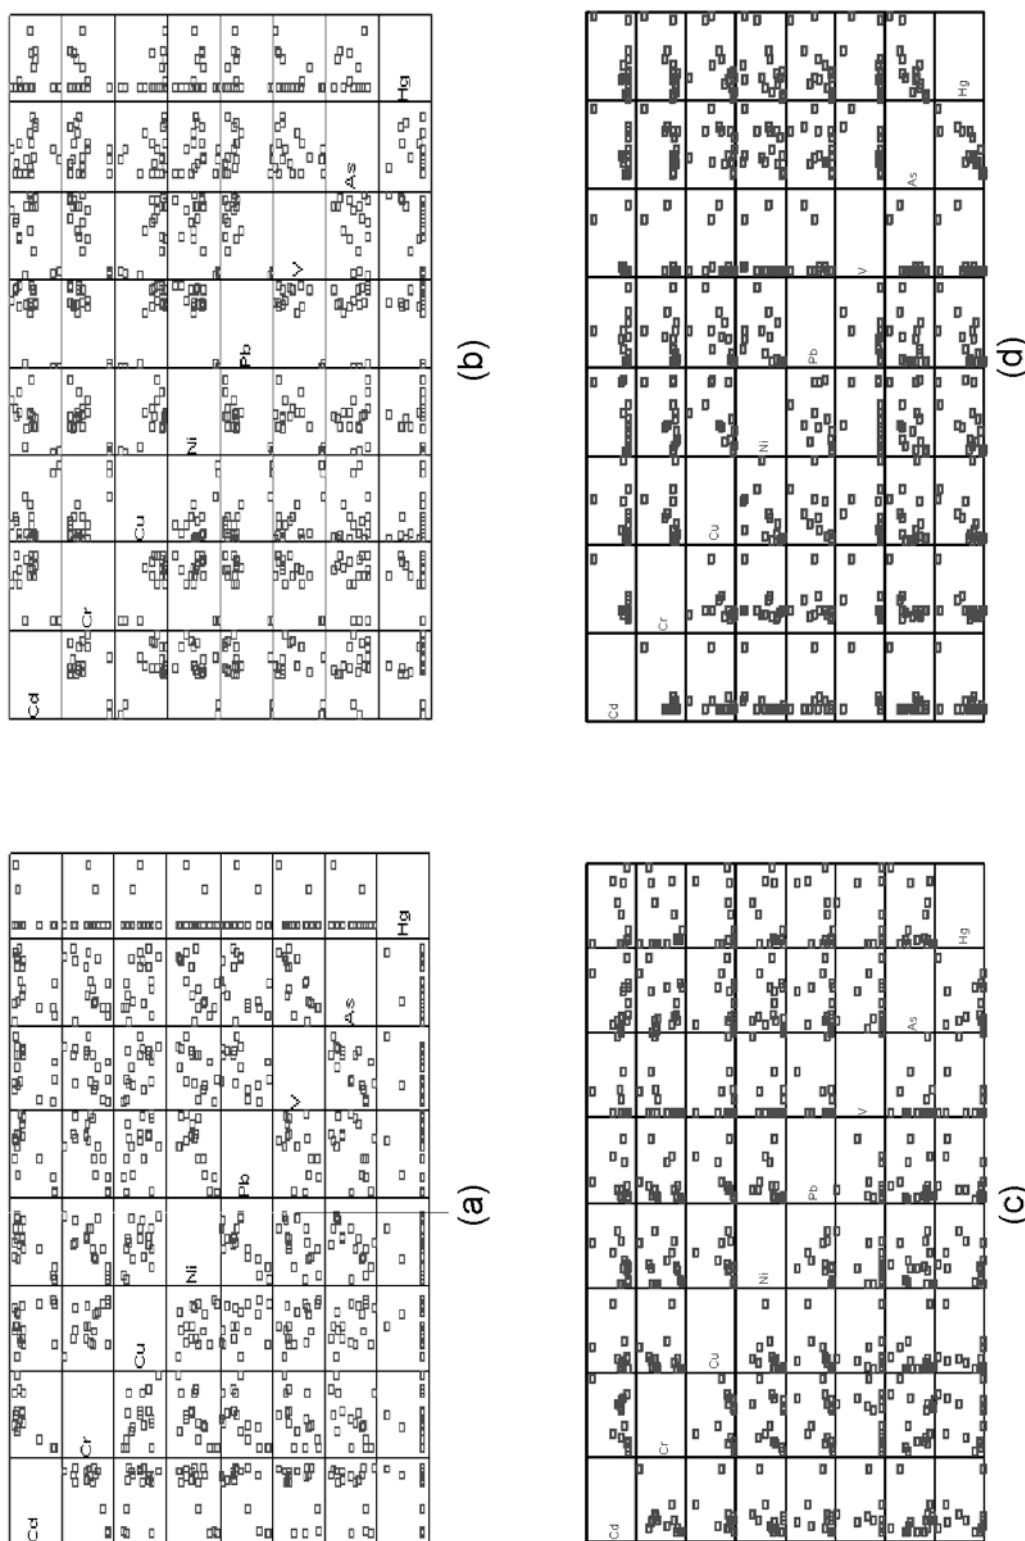 Cd
Cr
Cu
Ni
Pb
V
As
Hg
(b)
Cd
Cr
Cu
Ni
Pb
V
As
Hg
(d)
Cd
Cr
Cu
Ni
Pb
V
As
Hg
(a)
Cd
Cr
Cu
Ni
Pb
V
As
Hg
(c)